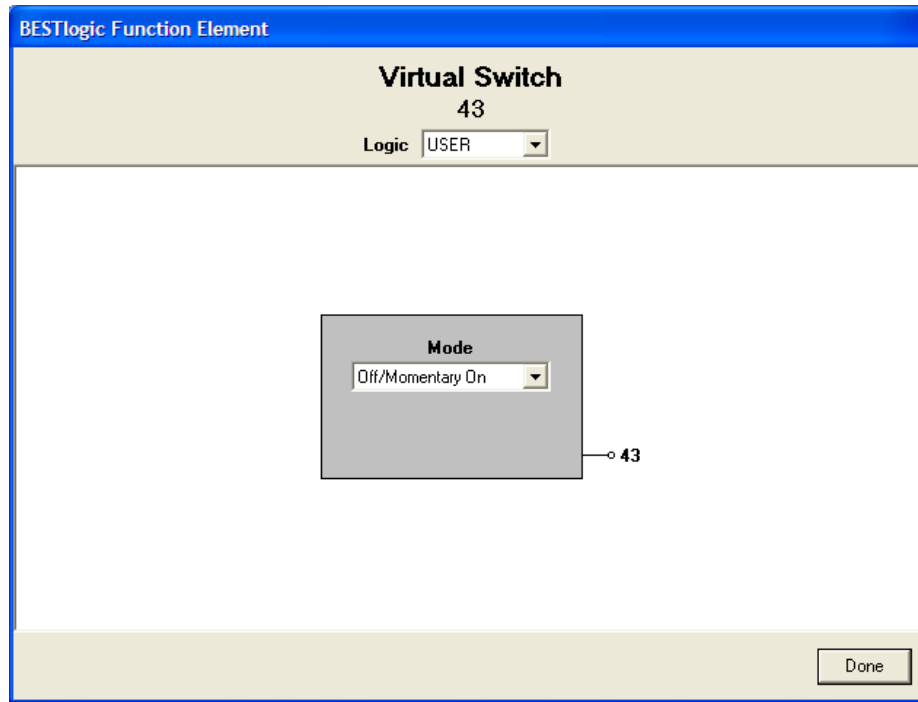 BESTlogic Function Element
Virtual Switch
43
Logic USER
Mode
Off/Momentary On
43
Done